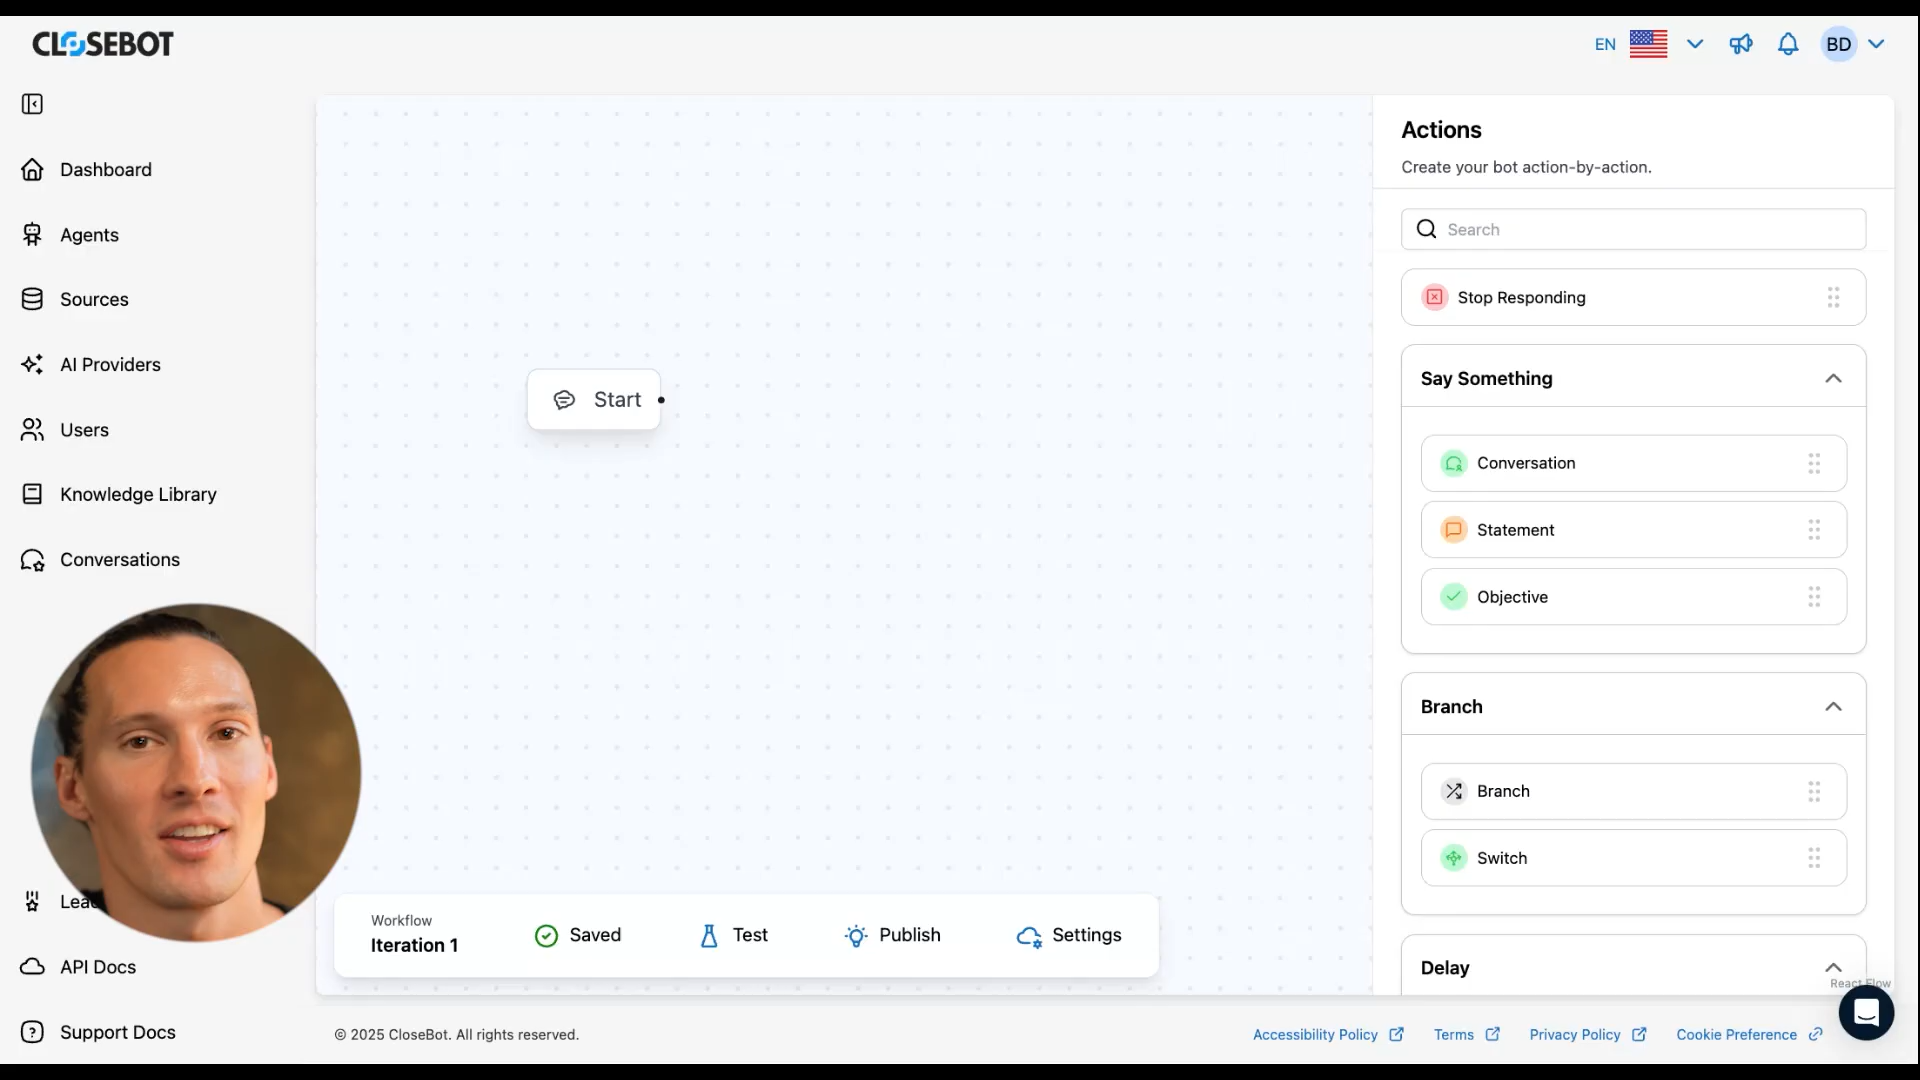 CLOSEBOT
EN
BD
Dashboard
Agents
Sources
AI Providers
Users
Knowledge Library
Conversations
API Docs
Support Docs
Start
Workflow
Iteration 1
Saved
Test
Publish
Settings
Actions
Create your bot action-by-action.
Search
Stop Responding
Say Something
Conversation
Statement
Objective
Branch
Branch
Switch
Delay
React Flow
© 2025 CloseBot. All rights reserved.
Accessibility Policy
Terms
Privacy Policy
Cookie Preference